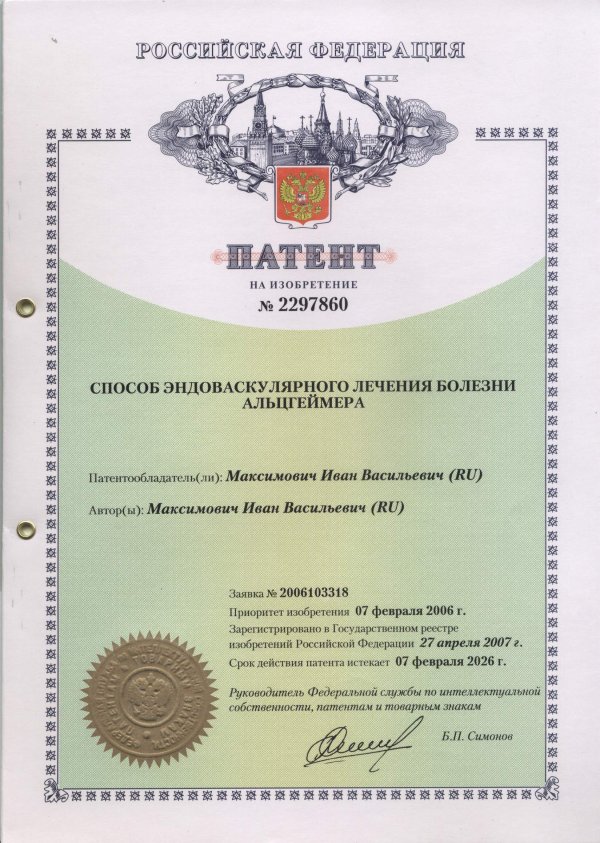 РОССИЙСКАЯ ФЕДЕРАЦИЯ
ПАТЕНТ
НА ИЗОБРЕТЕНИЕ
№ 2297860
СПОСОБ ЭНДОВАСКУЛЯРНОГО ЛЕЧЕНИЯ БОЛЕЗНИ
АЛЬЦГЕЙМЕРА
Патентообладатель(ли): Максимович Иван Васильевич (RU)
Автор(ы): Максимович Иван Васильевич (RU)
Заявка № 2006103318
Приоритет изобретения 07 февраля 2006 г.
Зарегистрировано в Государственном реестре
изобретений Российской Федерации 27 апреля 2007 г.
Срок действия патента истекает 07 февраля 2026 г.
Руководитель Федеральной службы по интеллектуальной
собственности, патентам и товарным знакам
Б.П. Симонов